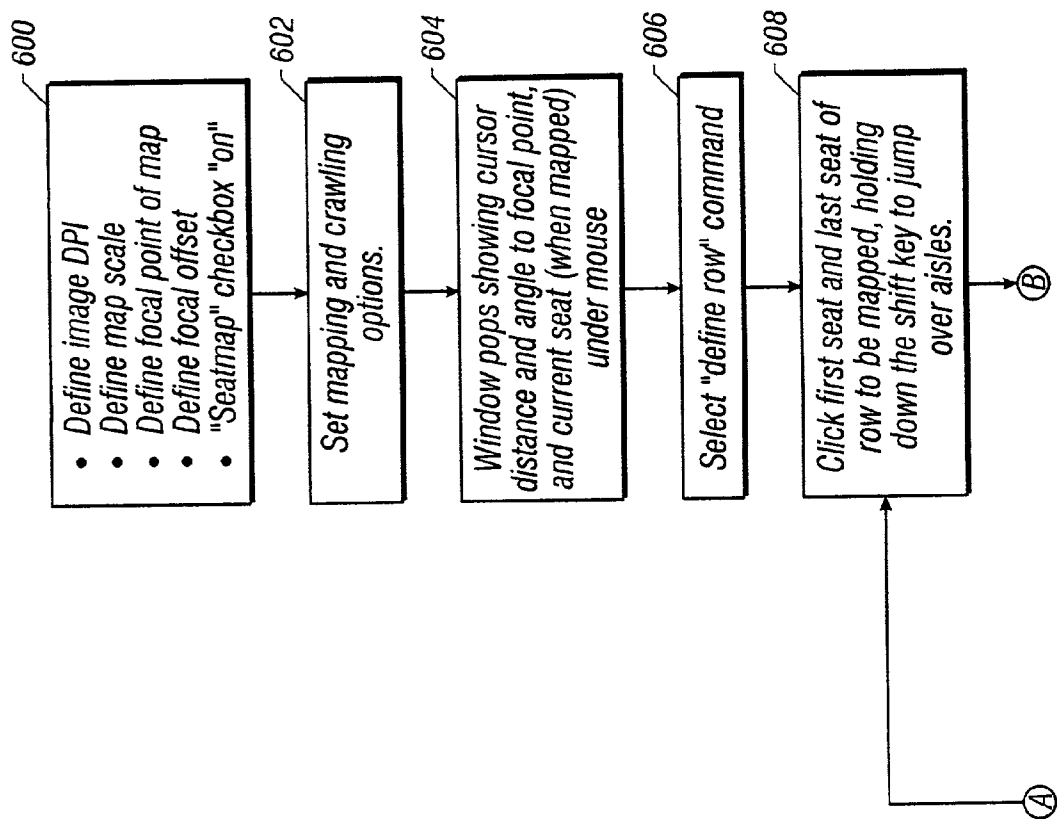 600
• Define image DPI
• Define map scale
• Define focal point of map
• Define focal offset
• "Seatmap" checkbox "on"
602
Set mapping and crawling
options.
604
Window pops showing cursor
distance and angle to focal point,
and current seat (when mapped)
under mouse
606
Select "define row" command
608
Click first seat and last seat of
row to be mapped, holding
down the shift key to jump
over aisles.
A
B